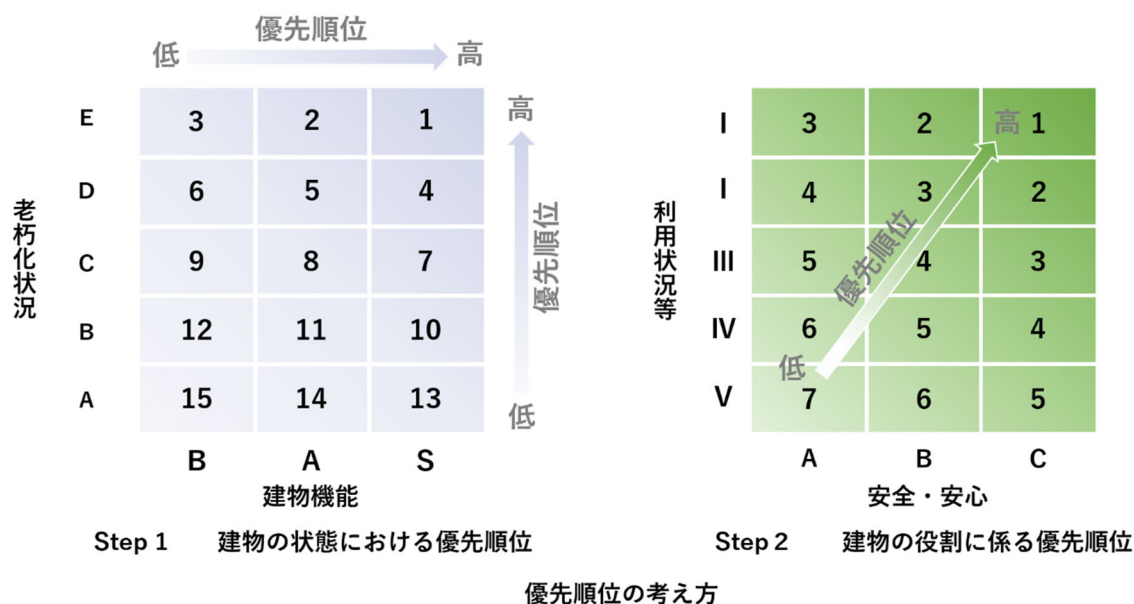 優先順位
低 高
E 3 2 1
D 6 5 4
C 9 8 7
B 12 11 10
A 15 14 13
B A S
老朽化状況
高
優先順位
低
建物機能
Step 1 建物の状態における優先順位
I 3 2 1
I 4 3 2
III 5 4 3
IV 6 5 4
V 7 6 5
A B C
利用状況等
高
優先順位
低
安全・安心
Step 2 建物の役割に係る優先順位
優先順位の考え方